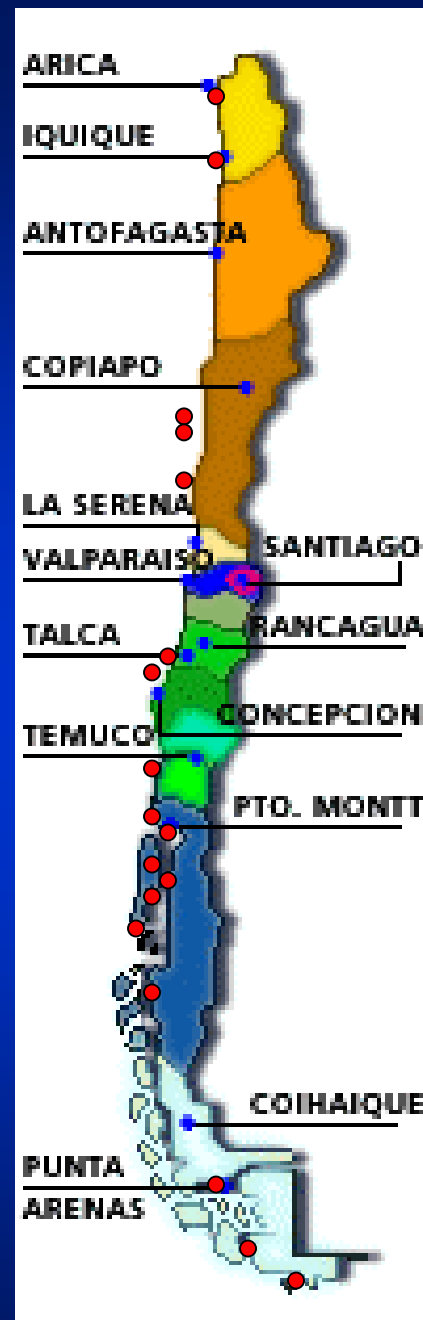 ARICA
IQUIQUE
ANTOFAGASTA
COPIAPO
LA SERENA
SANTIAGO
VALPARAISO
RANCAGUA
TALCA
CONCEPCION
TEMUCO
PTO. MONTT
COIHAIQUE
PUNTA
ARENAS